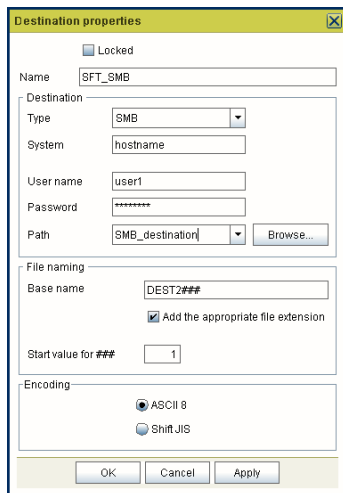 Destination properties
Locked
Name SFT_SMB
Destination
Type SMB
System hostname
User name user1
Password ********
Path SMB_destination Browse...
File naming
Base name DEST2###
Add the appropriate file extension
Start value for ### 1
Encoding
ASCII 8
Shift JIS
OK Cancel Apply